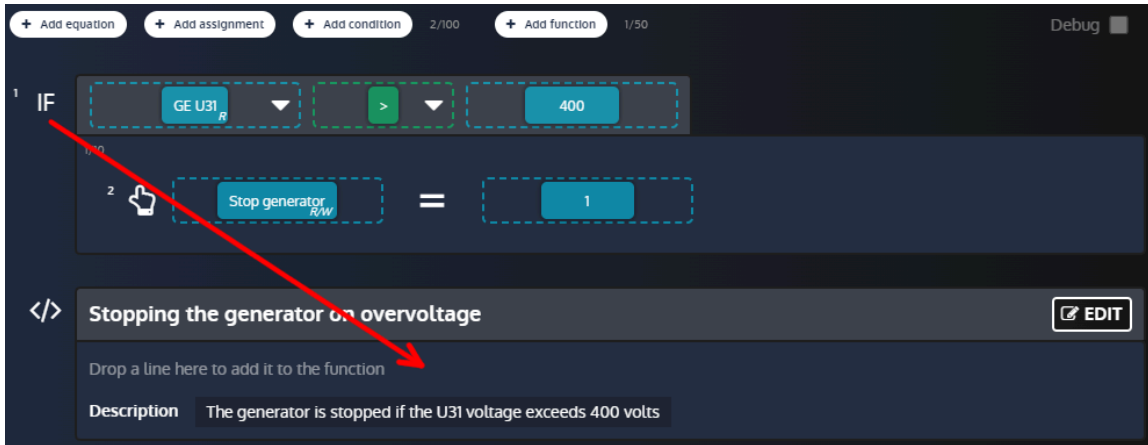 + Add equation + Add assignment + Add condition 2/100 + Add function 1/50 Debug
1 IF GE U31 R > 400
1/10
2 Stop generator R/W = 1
</> Stopping the generator on overvoltage EDIT
Drop a line here to add it to the function
Description The generator is stopped if the U31 voltage exceeds 400 volts